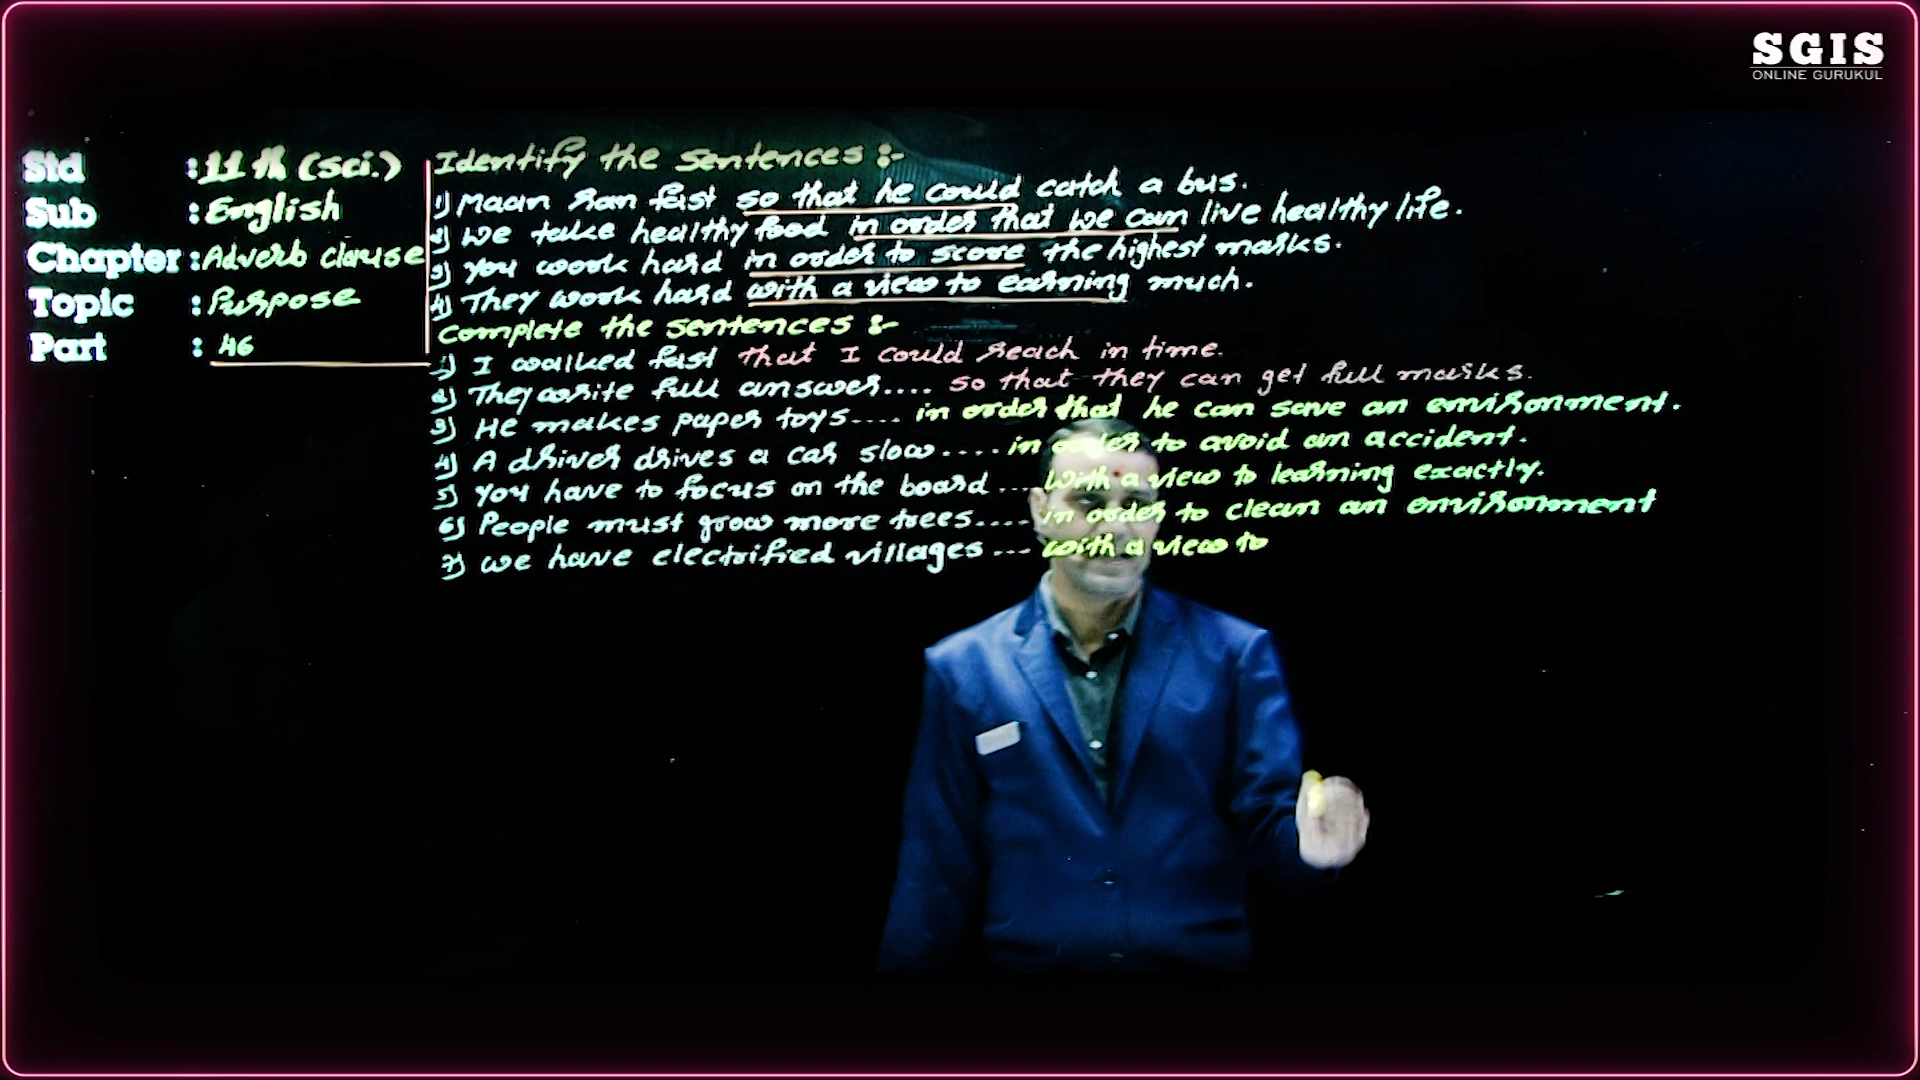 SGIS
ONLINE GURUKUL
Std : 11th (sci.)
Sub : English
Chapter : Adverb clause
Topic : Purpose
Part : 46
Identify the sentences :-
1) Maan ran fast so that he could catch a bus.
2) We take healthy food in order that we can live healthy life.
3) You work hard in order to score the highest marks.
4) They work hard with a view to earning much.
Complete the sentences :-
1) I walked fast that I could reach in time.
2) They write full answer.... so that they can get full marks.
3) He makes paper toys.... in order that he can save an environment.
4) A driver drives a car slow.... in order to avoid an accident.
5) You have to focus on the board.... with a view to learning exactly.
6) People must grow more trees.... in order to clean an environment
7) We have electrified villages... with a view to